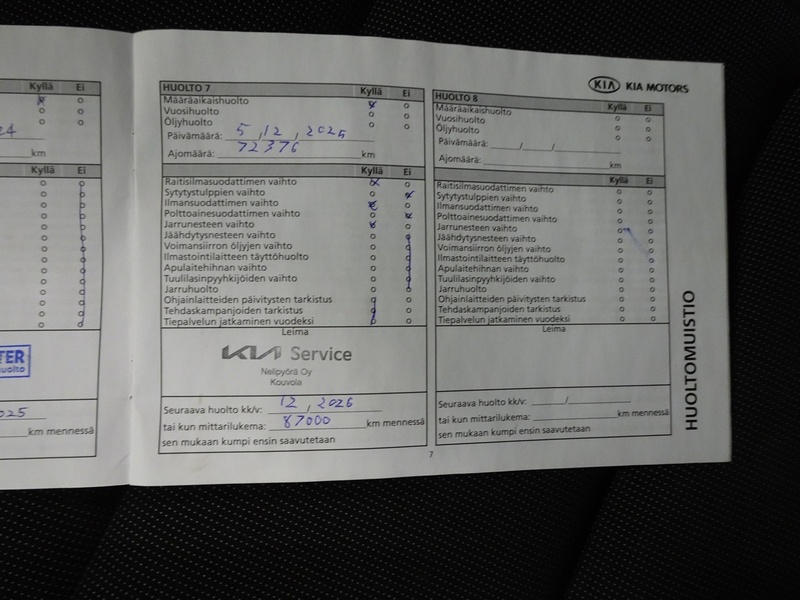 Kyllä Ei
24
km
Kyllä Ei
TER
huolto
025
km mennessä
HUOLTO 7 Kyllä Ei
Määräaikaishuolto
Vuosihuolto
Öljyhuolto
Päivämäärä: 5 , 12 , 2025
Ajomäärä: 72376 km
Kyllä Ei
Raitisilmasuodattimen vaihto
Sytytystulppien vaihto
Ilmansuodattimen vaihto
Polttoainesuodattimen vaihto
Jarrunesteen vaihto
Jäähdytysnesteen vaihto
Voimansiirron öljyjen vaihto
Ilmastointilaitteen täyttöhuolto
Apulaitehihnan vaihto
Tuulilasinpyyhkijöiden vaihto
Jarruhuolto
Ohjainlaitteiden päivitysten tarkistus
Tehdaskampanjoiden tarkistus
Tiepalvelun jatkaminen vuodeksi
Leima
KIA Service
Nelipyörä Oy
Kouvola
Seuraava huolto kk/v: 12 , 2026
tai kun mittarilukema: 87000 km mennessä
sen mukaan kumpi ensin saavutetaan
7
KIA KIA MOTORS
HUOLTO 8 Kyllä Ei
Määräaikaishuolto
Vuosihuolto
Öljyhuolto
Päivämäärä: / /
Ajomäärä: km
Kyllä Ei
Raitisilmasuodattimen vaihto
Sytytystulppien vaihto
Ilmansuodattimen vaihto
Polttoainesuodattimen vaihto
Jarrunesteen vaihto
Jäähdytysnesteen vaihto
Voimansiirron öljyjen vaihto
Ilmastointilaitteen täyttöhuolto
Apulaitehihnan vaihto
Tuulilasinpyyhkijöiden vaihto
Jarruhuolto
Ohjainlaitteiden päivitysten tarkistus
Tehdaskampanjoiden tarkistus
Tiepalvelun jatkaminen vuodeksi
Leima
Seuraava huolto kk/v: /
tai kun mittarilukema: km mennessä
sen mukaan kumpi ensin saavutetaan
HUOLTOMUISTIO